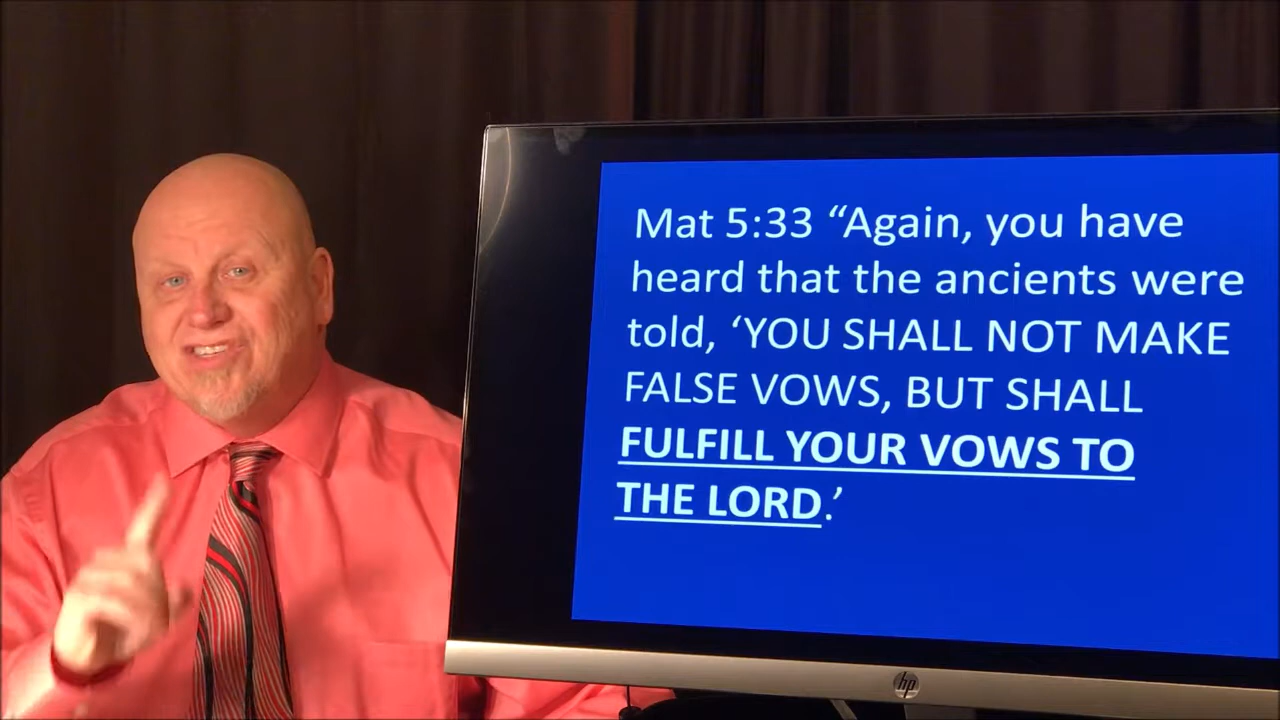 Mat 5:33 “Again, you have
heard that the ancients were
told, ‘YOU SHALL NOT MAKE
FALSE VOWS, BUT SHALL
FULFILL YOUR VOWS TO
THE LORD.’
hp